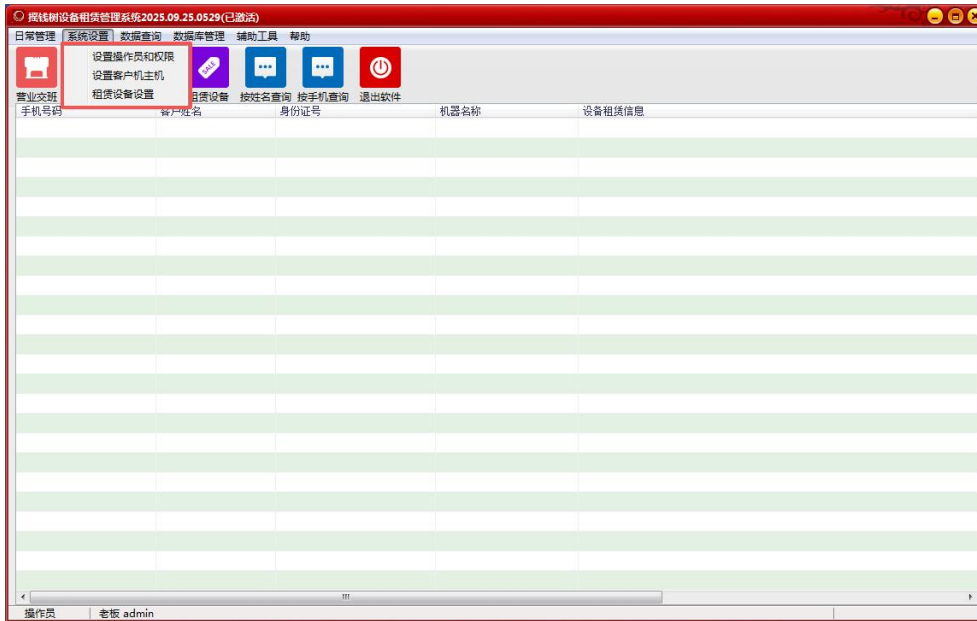 摇钱树设备租赁管理系统2025.09.25.0529(已激活)
日常管理 系统设置 数据查询 数据库管理 辅助工具 帮助
设置操作员和权限
设置客户机主机
租赁设备设置
SALE
营业交班 租赁设备 按姓名查询 按手机查询 退出软件
手机号码 客户姓名 身份证号 机器名称 设备租赁信息
操作员 老板 admin